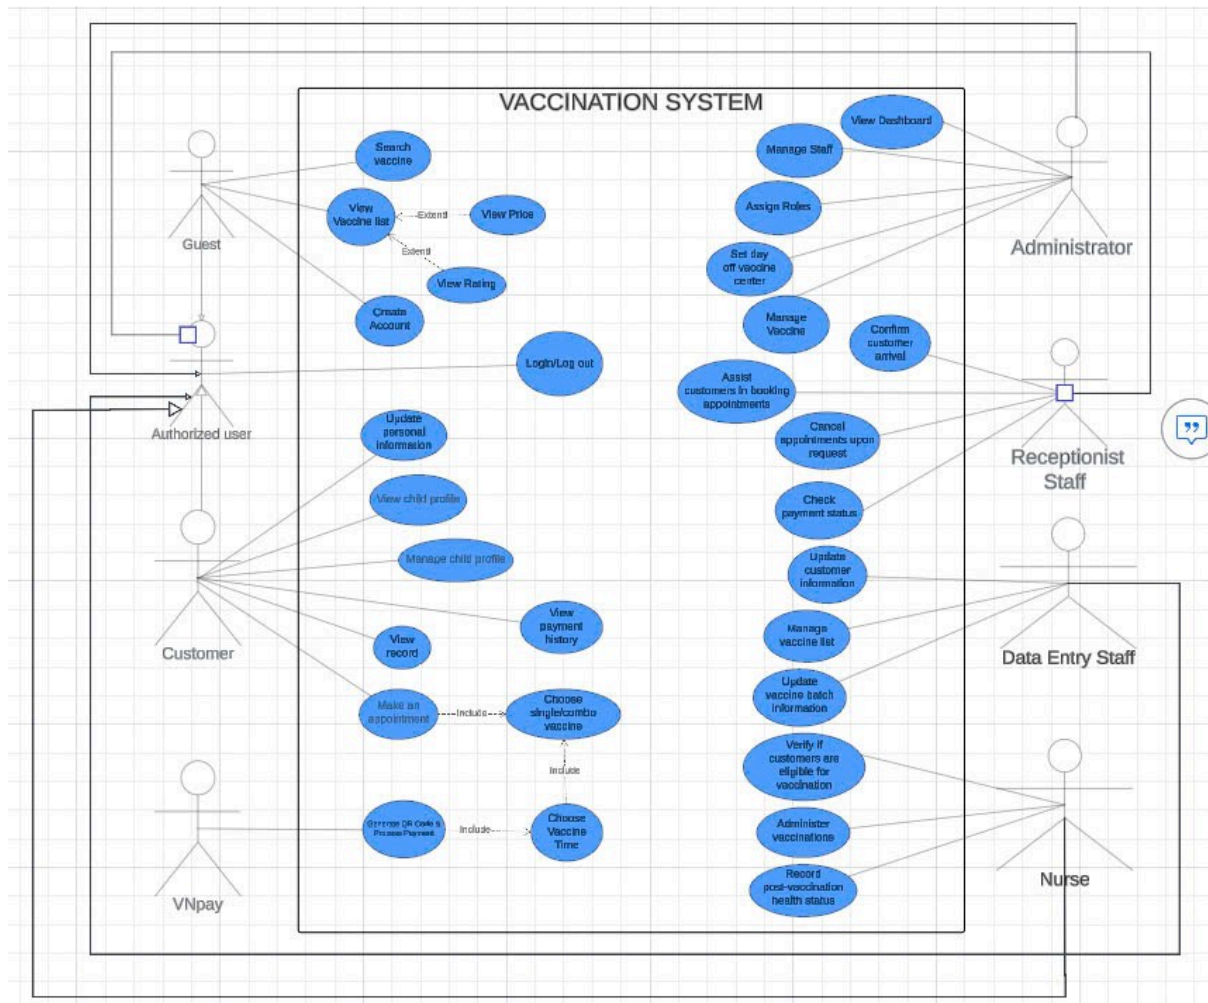 VACCINATION SYSTEM
View Dashboard
Manage Staff
Search
vaccine
Assign Roles
View
Vaccine list
Extend
View Price
Extend
View Rating
Guest
Administrator
Set day
off vaccine
center
Create
Account
Manage
Vaccine
Confirm
customer
arrival
Login/Log out
Assist
customers in booking
appointments
Authorized user
Update
personal
information
Cancel
appointments upon
request
Receptionist
Staff
View child profile
Check
payment status
Manage child profile
Update
customer
information
View
payment
history
View
record
Manage
vaccine list
Customer
Data Entry Staff
Make an
appointment
Include
Choose
single/combo
vaccine
Update
vaccine batch
information
Include
Verify if
customers are
eligible for
vaccination
Generate QR Code &
Process Payment
Include
Choose
Vaccine
Time
Administer
vaccinations
Record
post-vaccination
health status
VNpay
Nurse